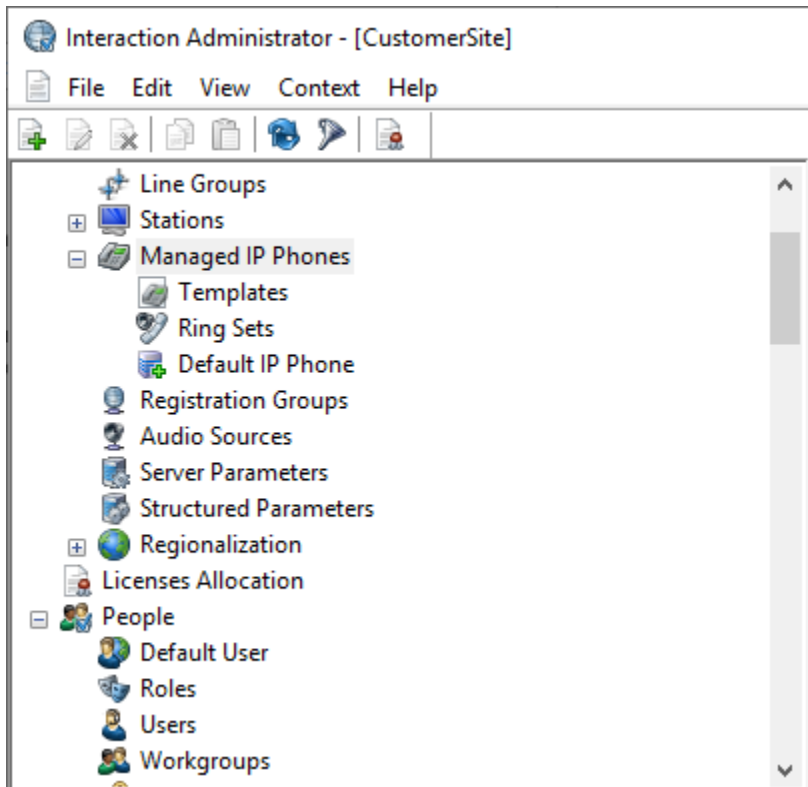 Interaction Administrator - [CustomerSite]
File Edit View Context Help
Line Groups
Stations
Managed IP Phones
Templates
Ring Sets
Default IP Phone
Registration Groups
Audio Sources
Server Parameters
Structured Parameters
Regionalization
Licenses Allocation
People
Default User
Roles
Users
Workgroups